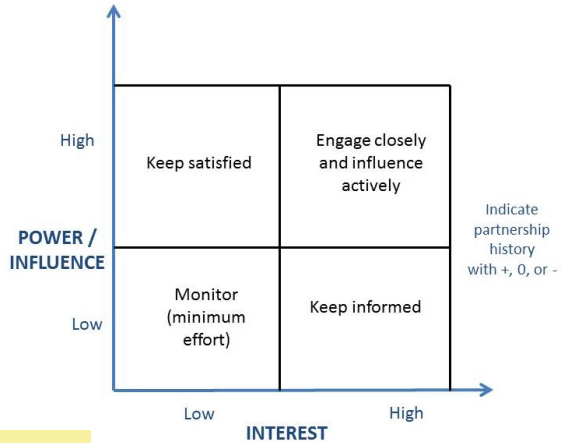 High
Keep satisfied
Engage closely
and influence
actively
POWER /
INFLUENCE
Indicate
partnership
history
with +, 0, or -
Low
Monitor
(minimum
effort)
Keep informed
Low
High
INTEREST